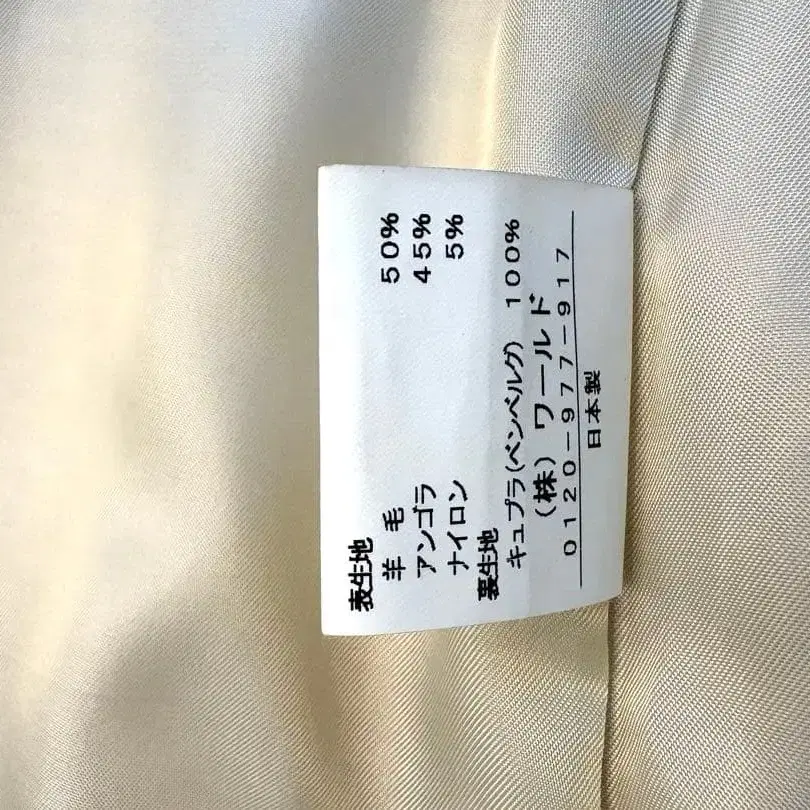 表生地
羊　毛　50%
アンゴラ　45%
ナイロン　5%
裏生地
キュプラ(ベンベルグ)　100%
(株)ワールド
0120-977-917
日本製